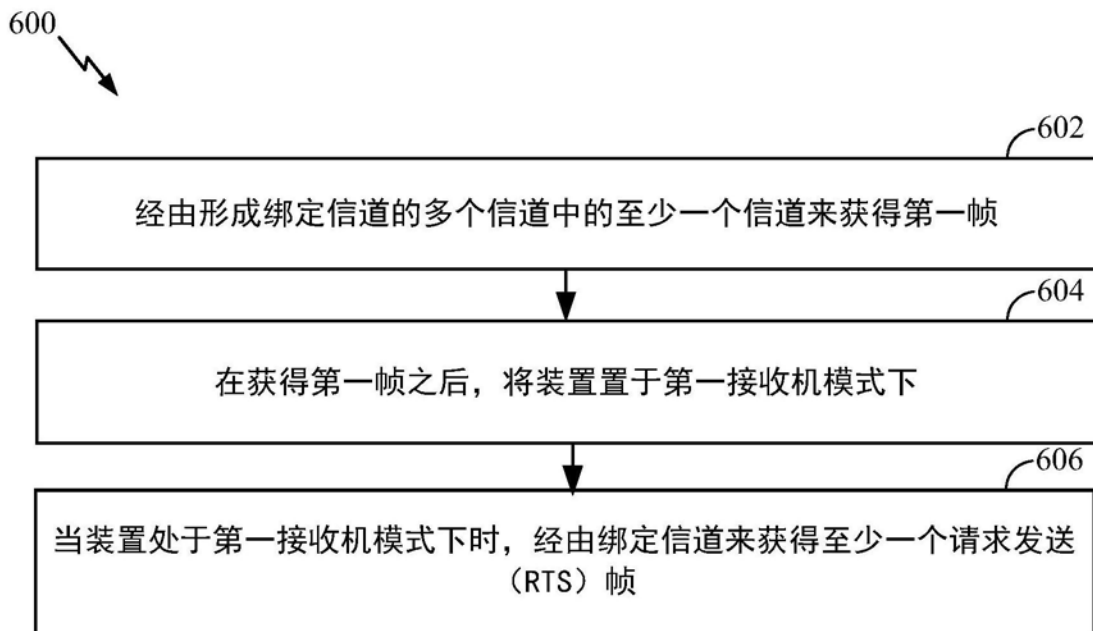 600
602
经由形成绑定信道的多个信道中的至少一个信道来获得第一帧
604
在获得第一帧之后，将装置置于第一接收机模式下
606
当装置处于第一接收机模式下时，经由绑定信道来获得至少一个请求发送
（RTS）帧